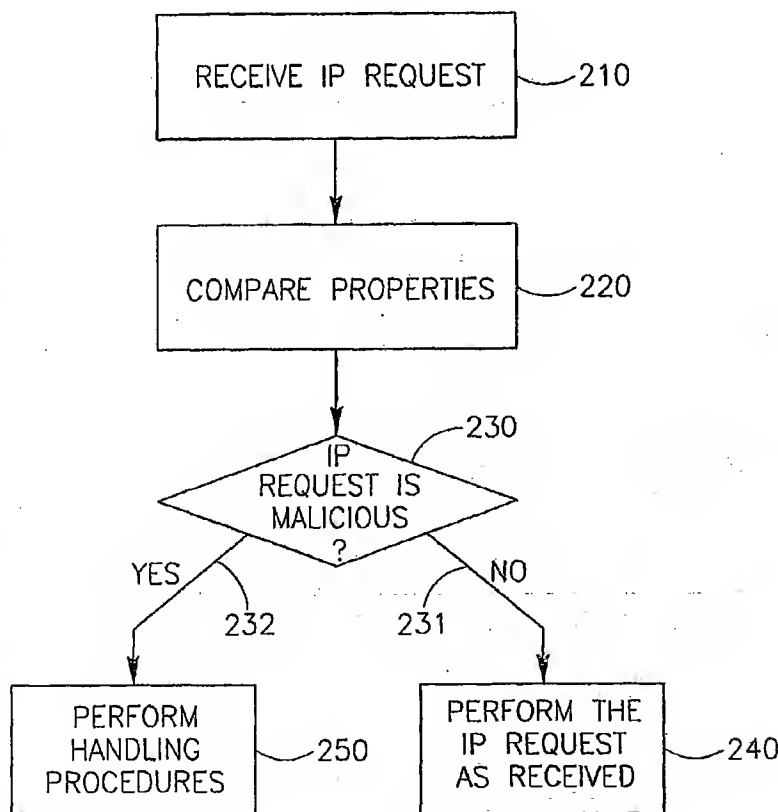 RECEIVE IP REQUEST
210
COMPARE PROPERTIES
220
230
IP
REQUEST IS
MALICIOUS
?
YES
NO
232
231
PERFORM
HANDLING
PROCEDURES
250
PERFORM THE
IP REQUEST
AS RECEIVED
240